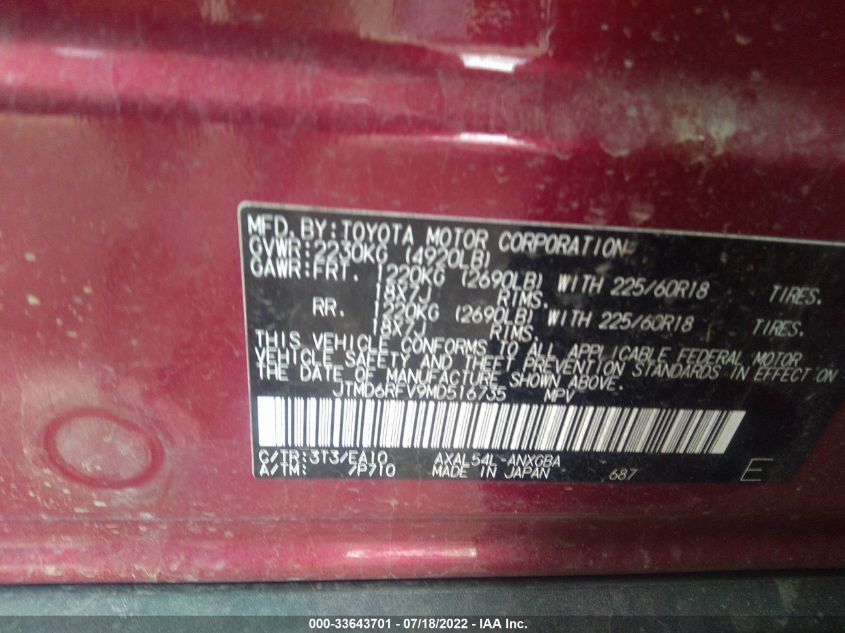 MFD. BY: TOYOTA MOTOR CORPORATION
GVWR: 2230KG (4920LB)
GAWR: FRT. 1220KG (2690LB) WITH 225/60R18 TIRES.
18X7J RIMS.
RR. 1220KG (2690LB) WITH 225/60R18 TIRES.
18X7J RIMS.
THIS VEHICLE CONFORMS TO ALL APPLICABLE FEDERAL MOTOR
VEHICLE SAFETY AND THEFT PREVENTION STANDARDS IN EFFECT ON
THE DATE OF MANUFACTURE SHOWN ABOVE.
JTMD6RFV9MD516735 MPV
C/TR: 3T3/EA10 AXAL54L-ANXGBA
A/TM: /P710 MADE IN JAPAN 687 E
000-33643701 - 07/18/2022 - IAA Inc.